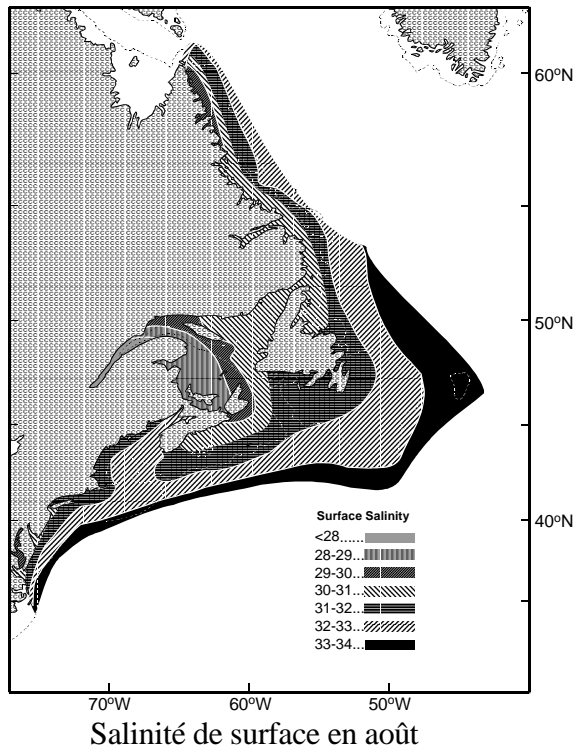 60ºN
50ºN
40ºN
Surface Salinity
<28......
28-29...
29-30...
30-31...
31-32...
32-33...
33-34...
70ºW
60ºW
50ºW
Salinité de surface en août